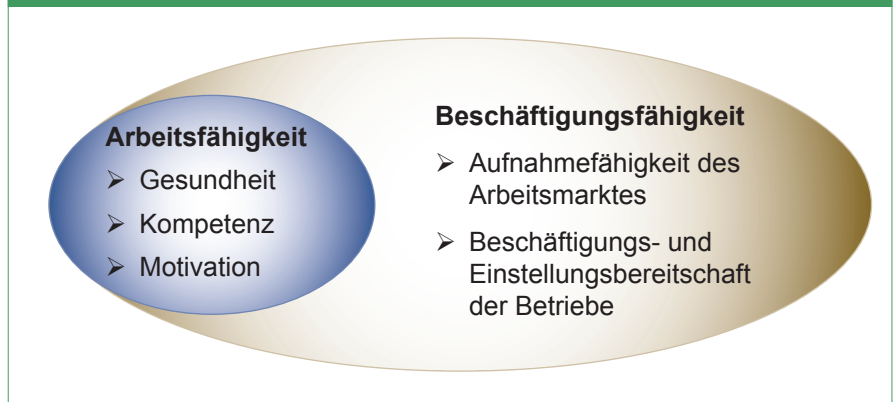 Arbeitsfähigkeit
➢ Gesundheit
➢ Kompetenz
➢ Motivation
Beschäftigungsfähigkeit
➢ Aufnahmefähigkeit des
Arbeitsmarktes
➢ Beschäftigungs- und
Einstellungsbereitschaft
der Betriebe